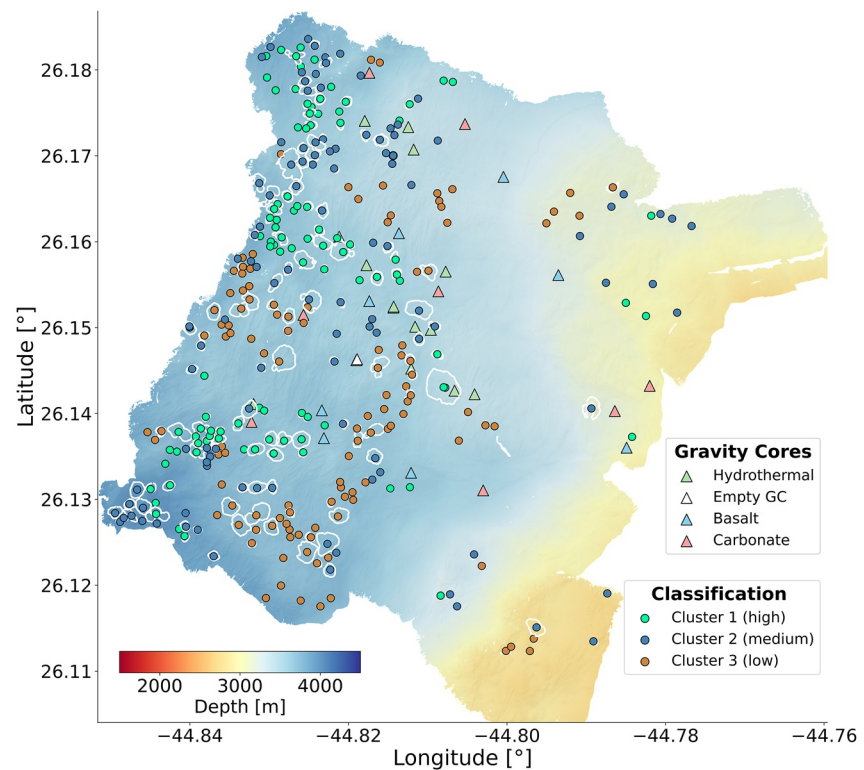 26.18
26.17
26.16
26.15
26.14
26.13
26.12
26.11
Latitude [°]
Gravity Cores
Hydrothermal
Empty GC
Basalt
Carbonate
Classification
Cluster 1 (high)
Cluster 2 (medium)
Cluster 3 (low)
2000 3000 4000
Depth [m]
−44.84 −44.82 −44.80 −44.78 −44.76
Longitude [°]